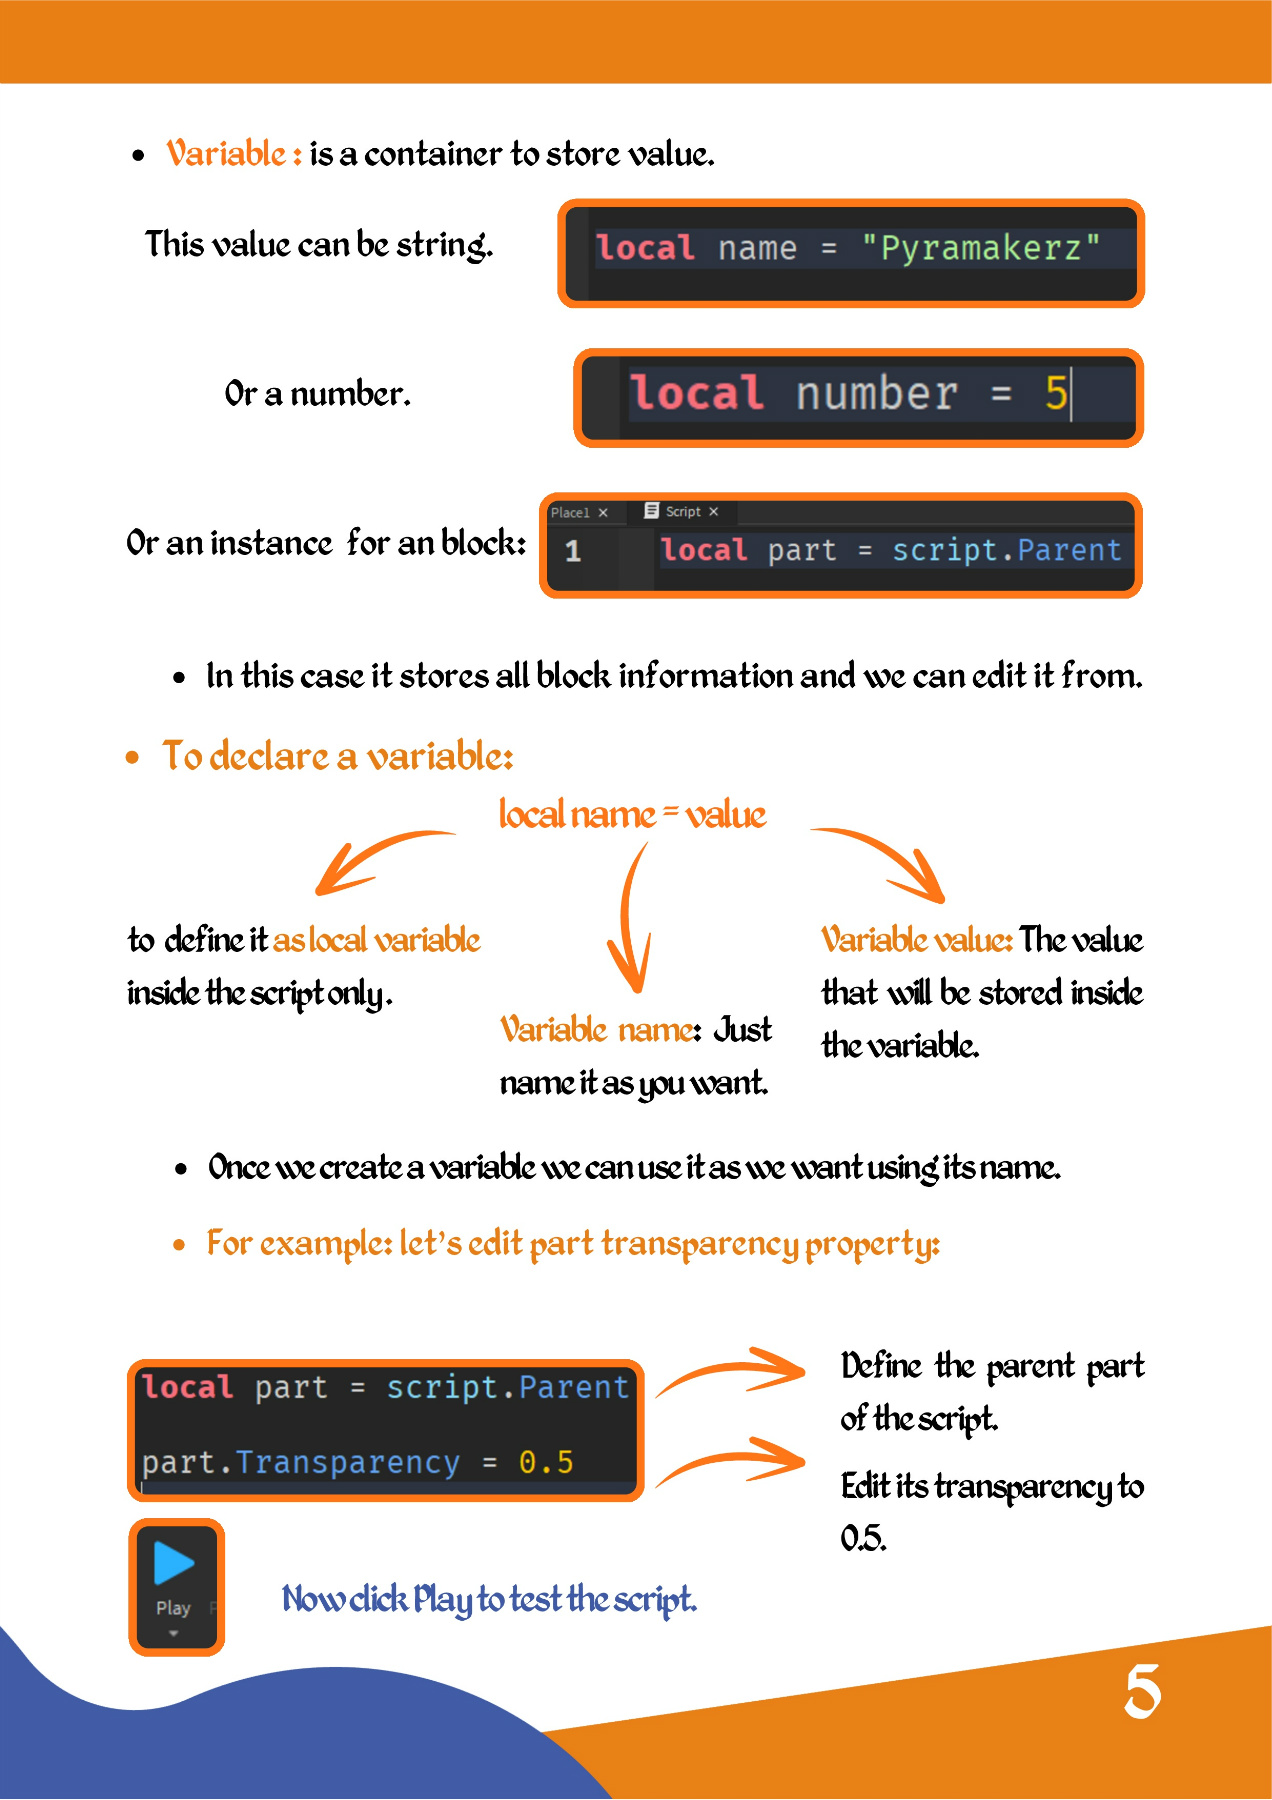 Variable : is a container to store value.
This value can be string.
local name = "Pyramakerz"
Or a number.
local number = 5
Place1 × Script ×
Or an instance for an block:
1 local part = script.Parent
In this case it stores all block information and we can edit it from.
To declare a variable:
local name = value
to define it as local variable
inside the script only.
Variable name: Just
name it as you want.
Variable value: The value
that will be stored inside
the variable.
Once we create a variable we can use it as we want using its name.
For example: let's edit part transparency property:
local part = script.Parent
part.Transparency = 0.5
Define the parent part
of the script.
Edit its transparency to
0.5.
Play
Now click Play to test the script.
5